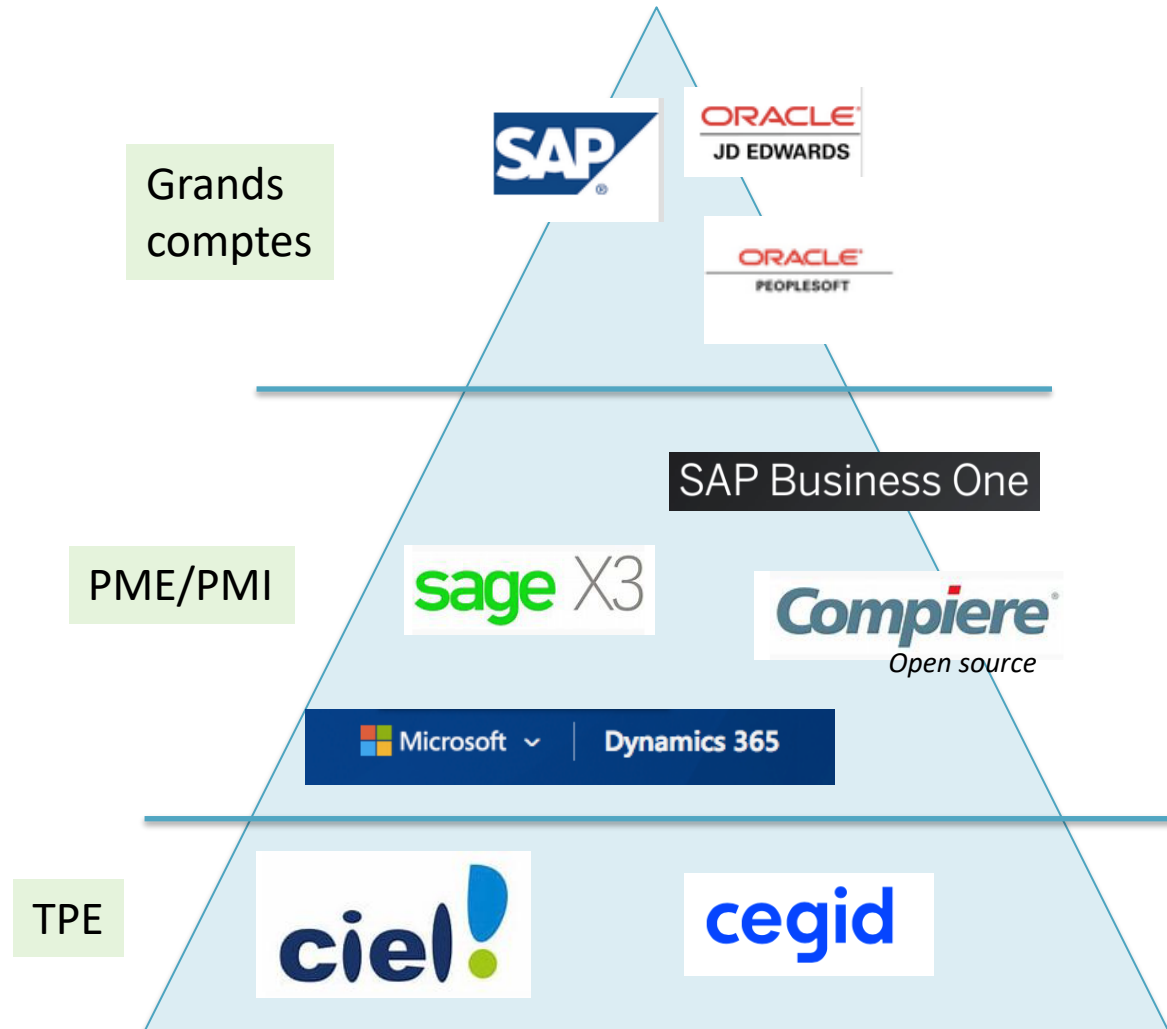 SAP®
ORACLE®
JD EDWARDS
Grands
comptes
ORACLE®
PEOPLESOFT
SAP Business One
PME/PMI
sage X3
Compiere®
Open source
Microsoft Dynamics 365
TPE
ciel!
cegid